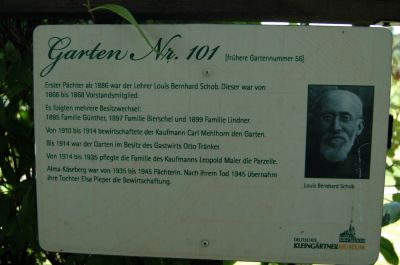 Garten Nr. 101 (frühere Gartennummer 56)
Erster Pächter ab 1886 war der Lehrer Louis Bernhard Schob. Dieser war von
1866 bis 1868 Vorstandsmitglied.
Es folgten mehrere Besitzwechsel:
1895 Familie Günther, 1897 Familie Bierschel und 1899 Familie Lindner.
Von 1910 bis 1914 bewirtschaftete der Kaufmann Carl Mehlhorn den Garten.
Bis 1914 war der Garten im Besitz des Gastwirts Otto Tränker.
Von 1914 bis 1935 pflegte die Familie des Kaufmanns Leopold Maier die Parzelle.
Alma Käseberg war von 1935 bis 1945 Pächterin. Nach ihrem Tod 1945 übernahm
ihre Tochter Elsa Pieper die Bewirtschaftung.
Louis Bernhard Schob
DEUTSCHES
KLEINGÄRTNERMUSEUM